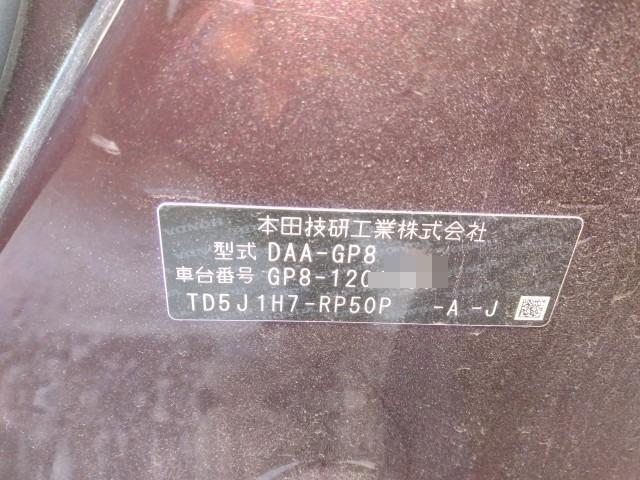 本田技研工業株式会社
型式 DAA-GP8
車台番号 GP8-120
TD5J1H7-RP50P -A -J